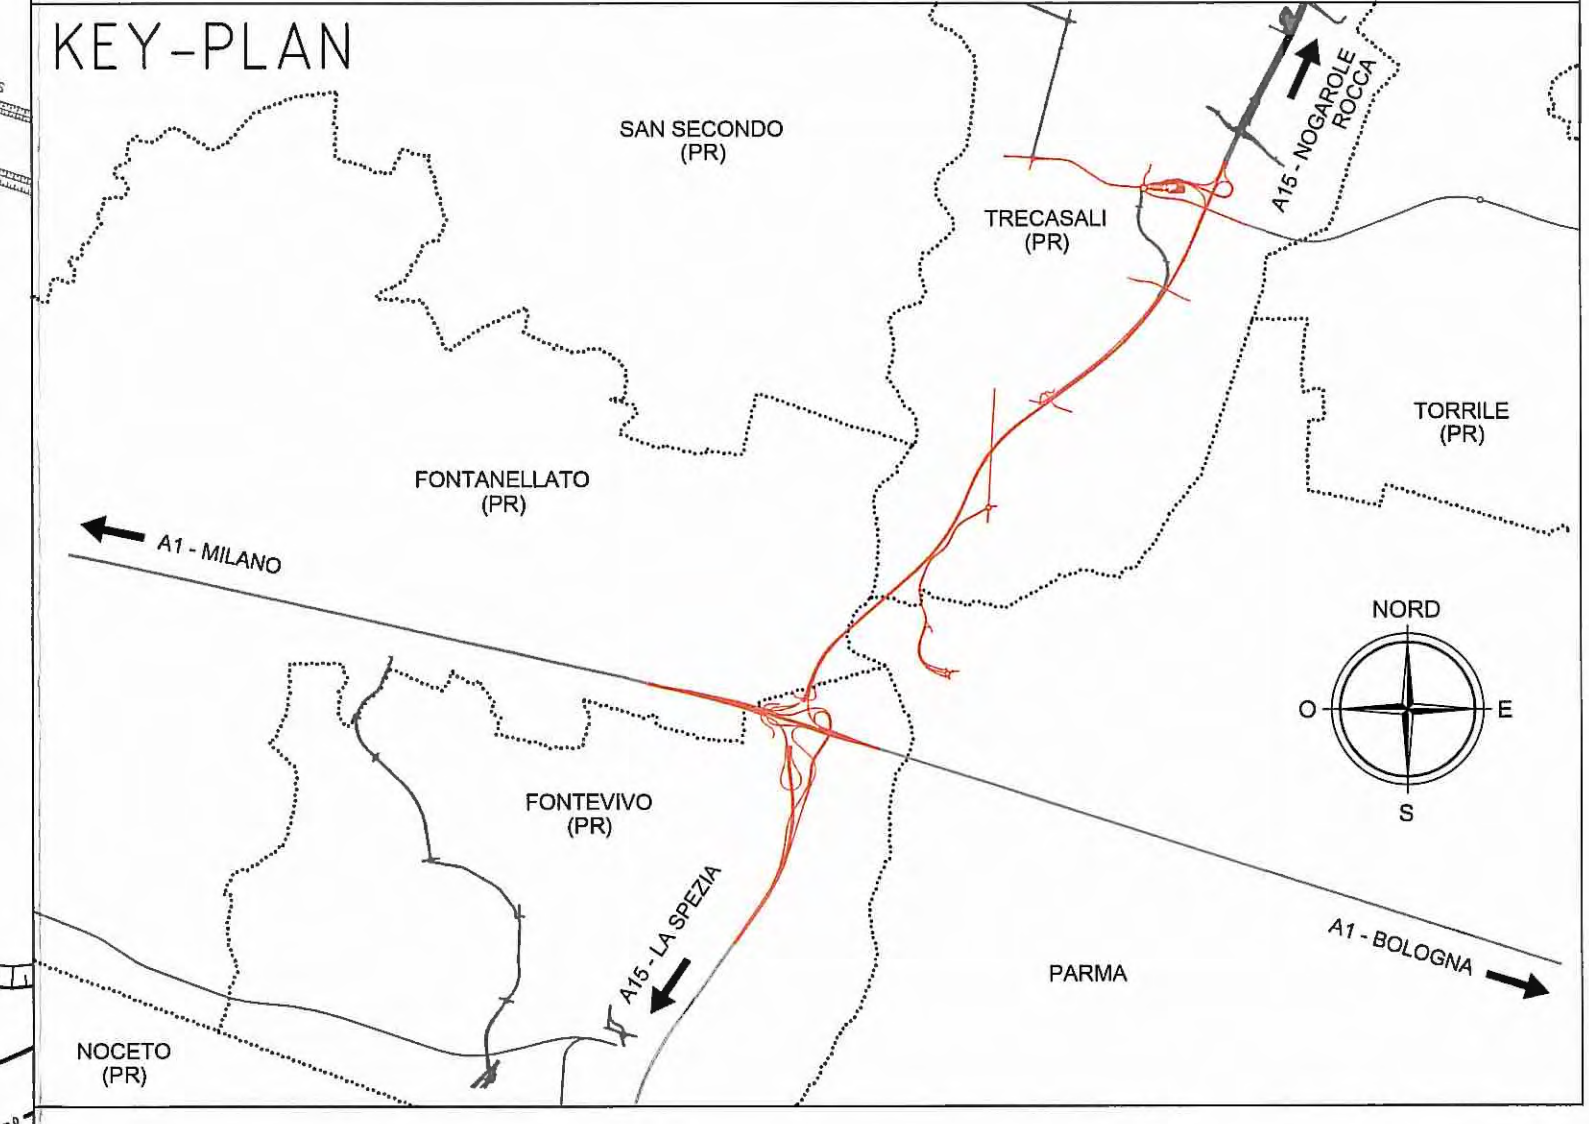 KEY-PLAN
SAN SECONDO
(PR)
A15 - NOGAROLE
ROCCA
TRECASALI
(PR)
TORRILE
(PR)
FONTANELLATO
(PR)
A1 - MILANO
NORD
O
E
S
FONTEVIVO
(PR)
A15 - LA SPEZIA
A1 - BOLOGNA
PARMA
NOCETO
(PR)